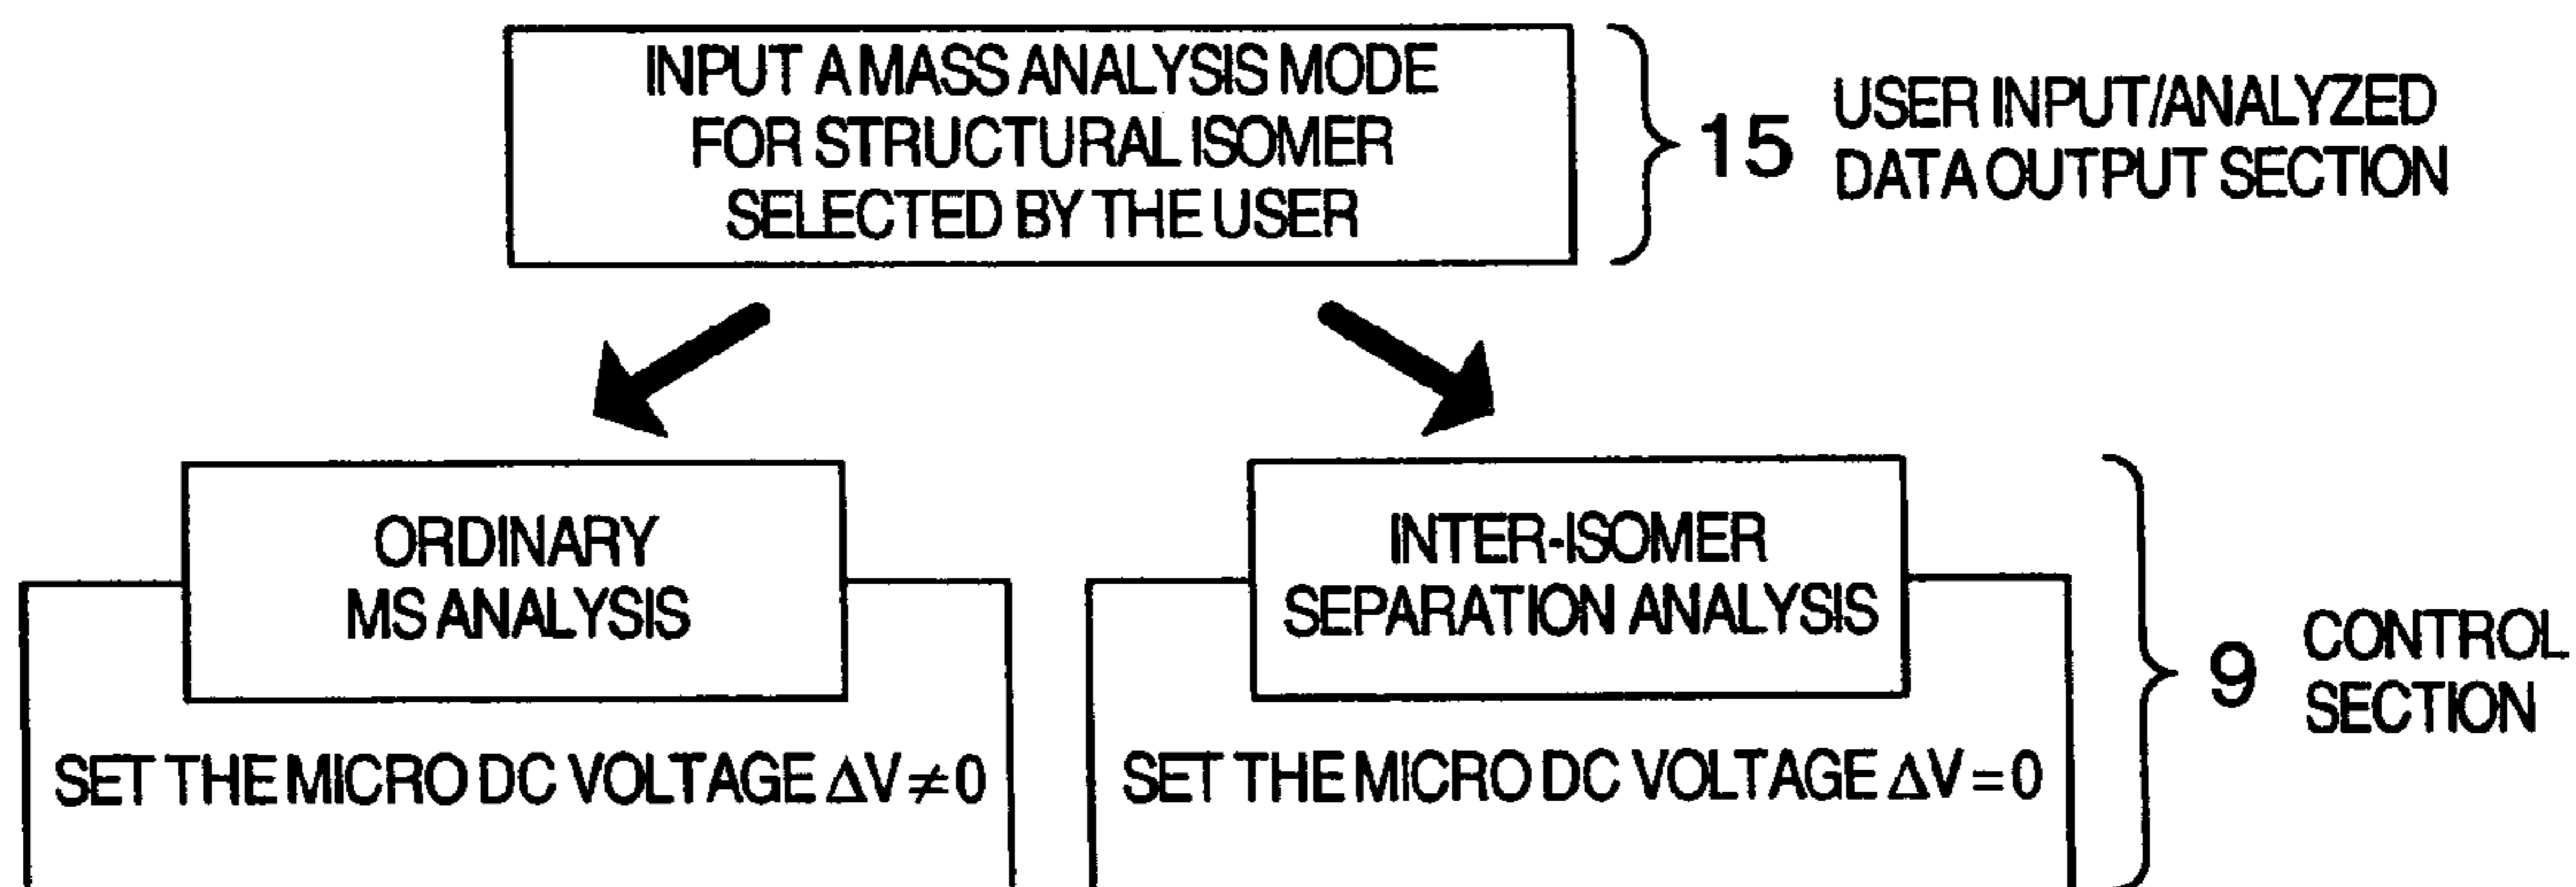 INPUT A MASS ANALYSIS MODE
FOR STRUCTURAL ISOMER
SELECTED BY THE USER
15
USER INPUT/ANALYZED
DATA OUTPUT SECTION
ORDINARY
MS ANALYSIS
SET THE MICRO DC VOLTAGE ΔV≠0
INTER-ISOMER
SEPARATION ANALYSIS
SET THE MICRO DC VOLTAGE ΔV=0
9
CONTROL
SECTION